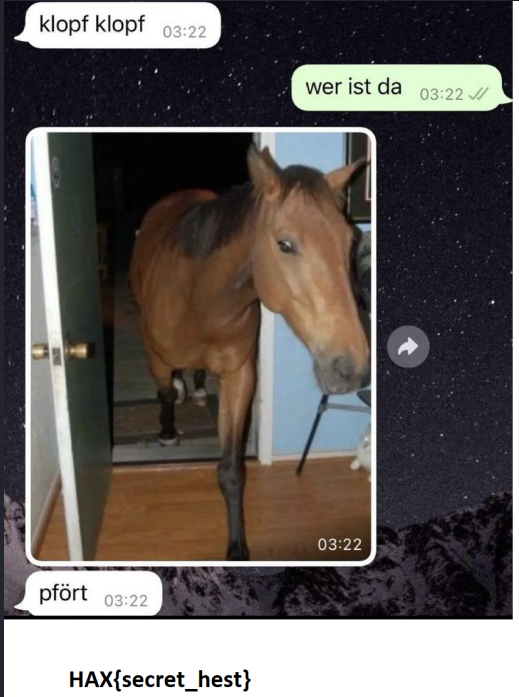 klopf klopf 03:22
wer ist da 03:22
03:22
pfört 03:22
HAX{secret_hest}